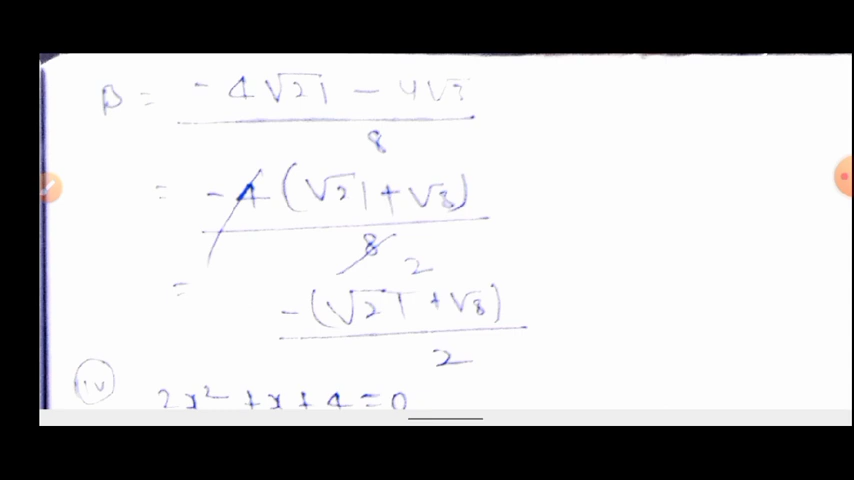 β = -4√21 - 4√3
8
= -4 (√21 + √3)
8 2
= -(√21 + √3)
2
(iv) 2x² + x + 4 = 0